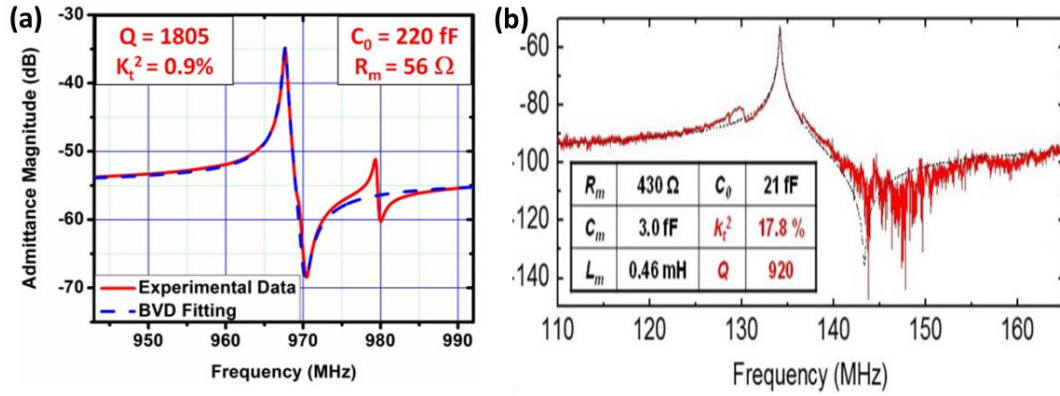 (a)
Q = 1805
Kt² = 0.9%
C0 = 220 fF
Rm = 56 Ω
-30
-40
-50
-60
-70
Admittance Magnitude (dB)
Experimental Data
BVD Fitting
950 960 970 980 990
Frequency (MHz)
(b)
-60
-80
-100
-120
-140
Rm 430 Ω C0 21 fF
Cm 3.0 fF kt² 17.8 %
Lm 0.46 mH Q 920
110 120 130 140 150 160
Frequency (MHz)